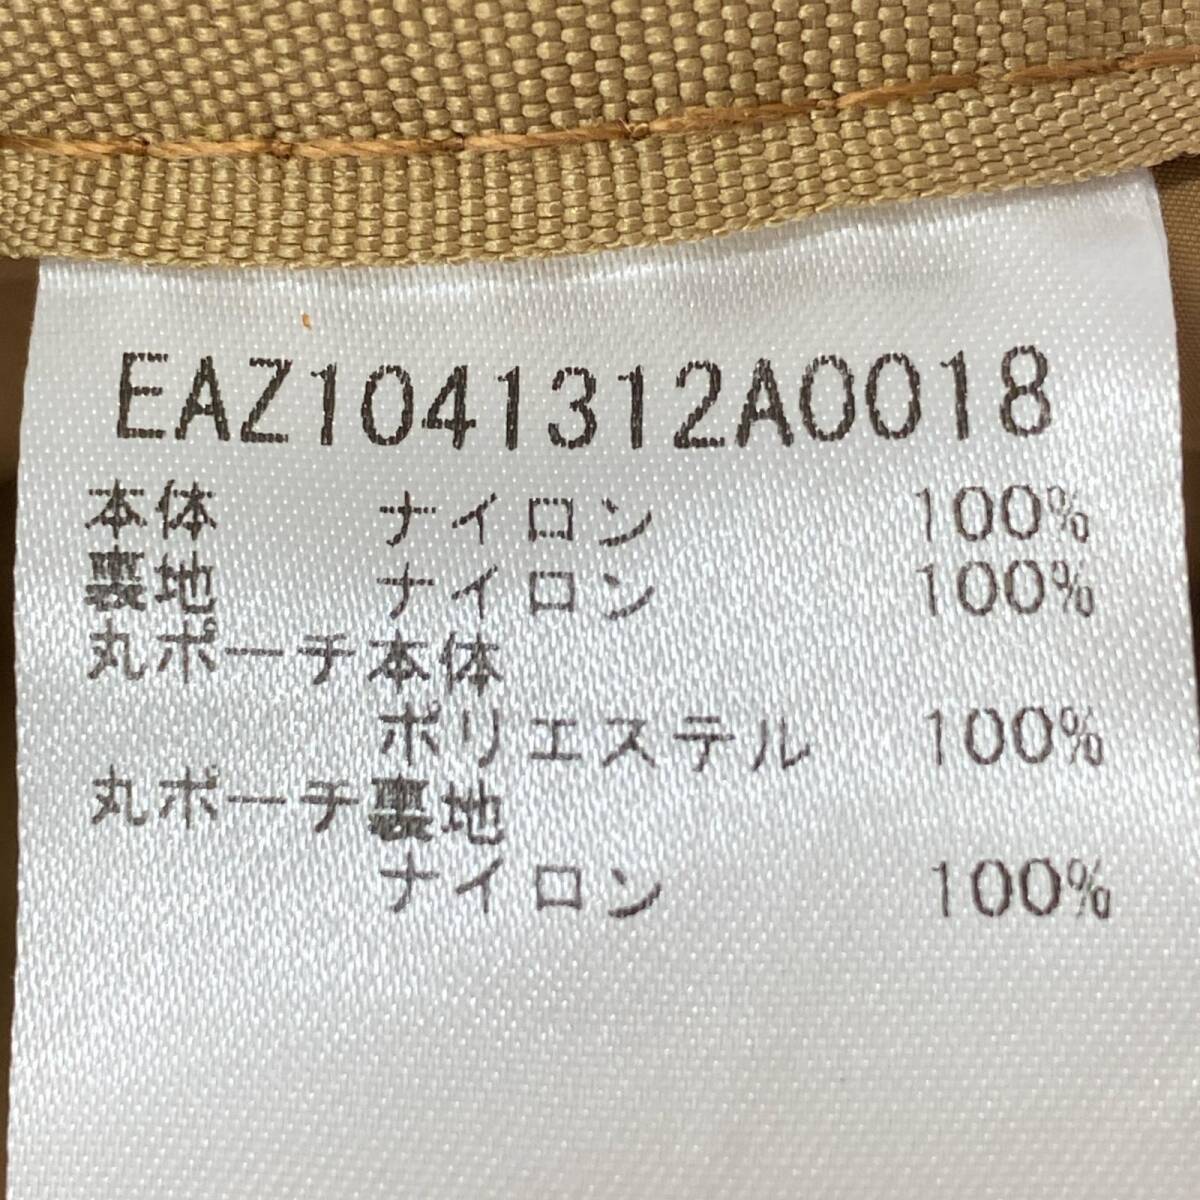 EAZ1041312A0018
本体 ナイロン 100%
裏地 ナイロン 100%
丸ポーチ本体
ポリエステル 100%
丸ポーチ裏地
ナイロン 100%